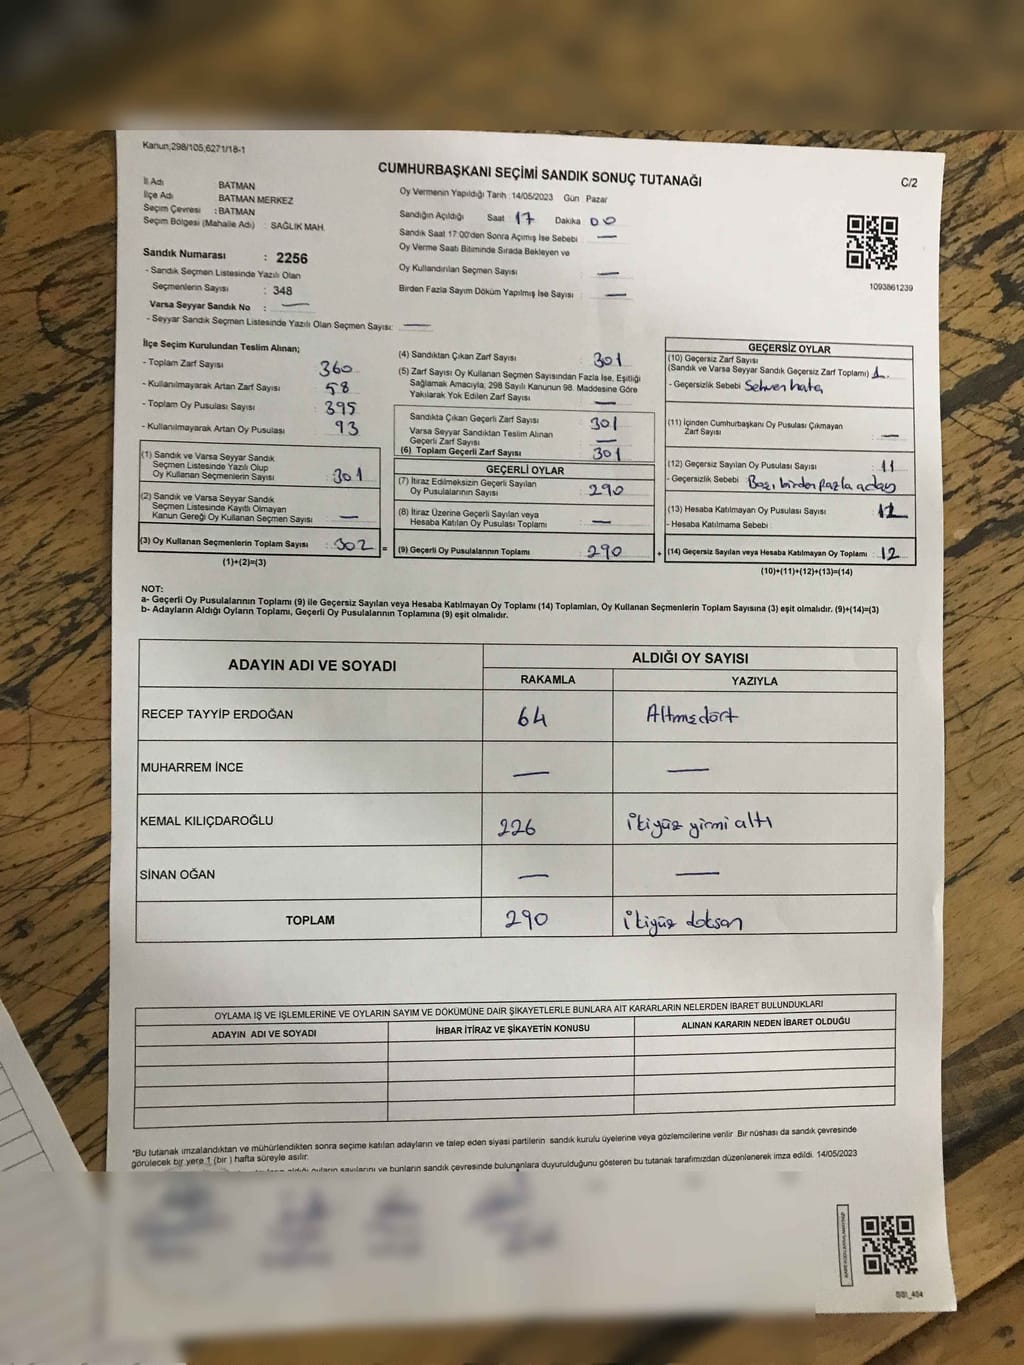 Kanun;298/105,6271/18-1
CUMHURBAŞKANI SEÇİMİ SANDIK SONUÇ TUTANAĞI
C/2
İl Adı : BATMAN
İlçe Adı : BATMAN MERKEZ
Seçim Çevresi : BATMAN
Seçim Bölgesi (Mahalle Adı) : SAĞLIK MAH.
Sandık Numarası : 2256
- Sandık Seçmen Listesinde Yazılı Olan
Seçmenlerin Sayısı : 348
Varsa Seyyar Sandık No : —
- Seyyar Sandık Seçmen Listesinde Yazılı Olan Seçmen Sayısı: —
Oy Vermenin Yapıldığı Tarih :14/05/2023 Gün : Pazar
Sandığın Açıldığı Saat : 17 Dakika : 00
Sandık Saat 17:00'den Sonra Açımış İse Sebebi : —
Oy Verme Saati Bitiminde Sırada Bekleyen ve
Oy Kullandırılan Seçmen Sayısı : —
Birden Fazla Sayım Döküm Yapılmış İse Sayısı : —
1093861239
İlçe Seçim Kurulundan Teslim Alınan;
- Toplam Zarf Sayısı : 360
- Kullanılmayarak Artan Zarf Sayısı : 58
- Toplam Oy Pusulası Sayısı : 395
- Kullanılmayarak Artan Oy Pusulası : 93
(1) Sandık ve Varsa Seyyar Sandık
Seçmen Listesinde Yazılı Olup
Oy Kullanan Seçmenlerin Sayısı : 301
(2) Sandık ve Varsa Seyyar Sandık
Seçmen Listesinde Kayıtlı Olmayan
Kanun Gereği Oy Kullanan Seçmen Sayısı : —
(3) Oy Kullanan Seçmenlerin Toplam Sayısı : 302 =
(1)+(2)=(3)
(4) Sandıktan Çıkan Zarf Sayısı : 301
(5) Zarf Sayısı Oy Kullanan Seçmen Sayısından Fazla İse, Eşitliği
Sağlamak Amacıyla, 298 Sayılı Kanunun 98. Maddesine Göre
Yakılarak Yok Edilen Zarf Sayısı : —
Sandıkta Çıkan Geçerli Zarf Sayısı : 301
Varsa Seyyar Sandıktan Teslim Alınan
Geçerli Zarf Sayısı : —
(6) Toplam Geçerli Zarf Sayısı : 301
GEÇERLİ OYLAR
(7) İtiraz Edilmeksizin Geçerli Sayılan
Oy Pusulalarının Sayısı : 290
(8) İtiraz Üzerine Geçerli Sayılan veya
Hesaba Katılan Oy Pusulası Toplamı : —
(9) Geçerli Oy Pusulalarının Toplamı : 290 +
GEÇERSİZ OYLAR
(10) Geçersiz Zarf Sayısı
(Sandık ve Varsa Seyyar Sandık Geçersiz Zarf Toplamı) : 1
- Geçersizlik Sebebi : Sehven hata
(11) İçinden Cumhurbaşkanı Oy Pusulası Çıkmayan
Zarf Sayısı : —
(12) Geçersiz Sayılan Oy Pusulası Sayısı : 11
- Geçersizlik Sebebi : Bazı birden fazla aday
(13) Hesaba Katılmayan Oy Pusulası Sayısı :
- Hesaba Katılmama Sebebi :
(14) Geçersiz Sayılan veya Hesaba Katılmayan Oy Toplamı : 12
(10)+(11)+(12)+(13)=(14)
NOT:
a- Geçerli Oy Pusulalarının Toplamı (9) ile Geçersiz Sayılan veya Hesaba Katılmayan Oy Toplamı (14) Toplamları, Oy Kullanan Seçmenlerin Toplam Sayısına (3) eşit olmalıdır. (9)+(14)=(3)
b- Adayların Aldığı Oyların Toplamı, Geçerli Oy Pusulalarının Toplamına (9) eşit olmalıdır.
ADAYIN ADI VE SOYADI
ALDIĞI OY SAYISI
RAKAMLA YAZIYLA
RECEP TAYYİP ERDOĞAN 64 Altmışdört
MUHARREM İNCE — —
KEMAL KILIÇDAROĞLU 226 İkiyüz yirmi altı
SİNAN OĞAN — —
TOPLAM 290 İkiyüz doksan
OYLAMA İŞ VE İŞLEMLERİNE VE OYLARIN SAYIM VE DÖKÜMÜNE DAİR ŞİKAYETLERLE BUNLARA AİT KARARLARIN NELERDEN İBARET BULUNDUKLARI
ADAYIN ADI VE SOYADI İHBAR İTİRAZ VE ŞİKAYETİN KONUSU ALINAN KARARIN NEDEN İBARET OLDUĞU
*Bu tutanak imzalandıktan ve mühürlendikten sonra seçime katılan adayların ve talep eden siyasi partilerin sandık kurulu üyelerine veya gözlemcilerine verilir Bir nüshası da sandık çevresinde
görülecek bir yere 1 (bir ) hafta süreyle asılır.
aldığı oyların sayılarını ve bunların sandık çevresinde bulunanlara duyurulduğunu gösteren bu tutanak tarafımızdan düzenlenerek imza edildi. 14/05/2023